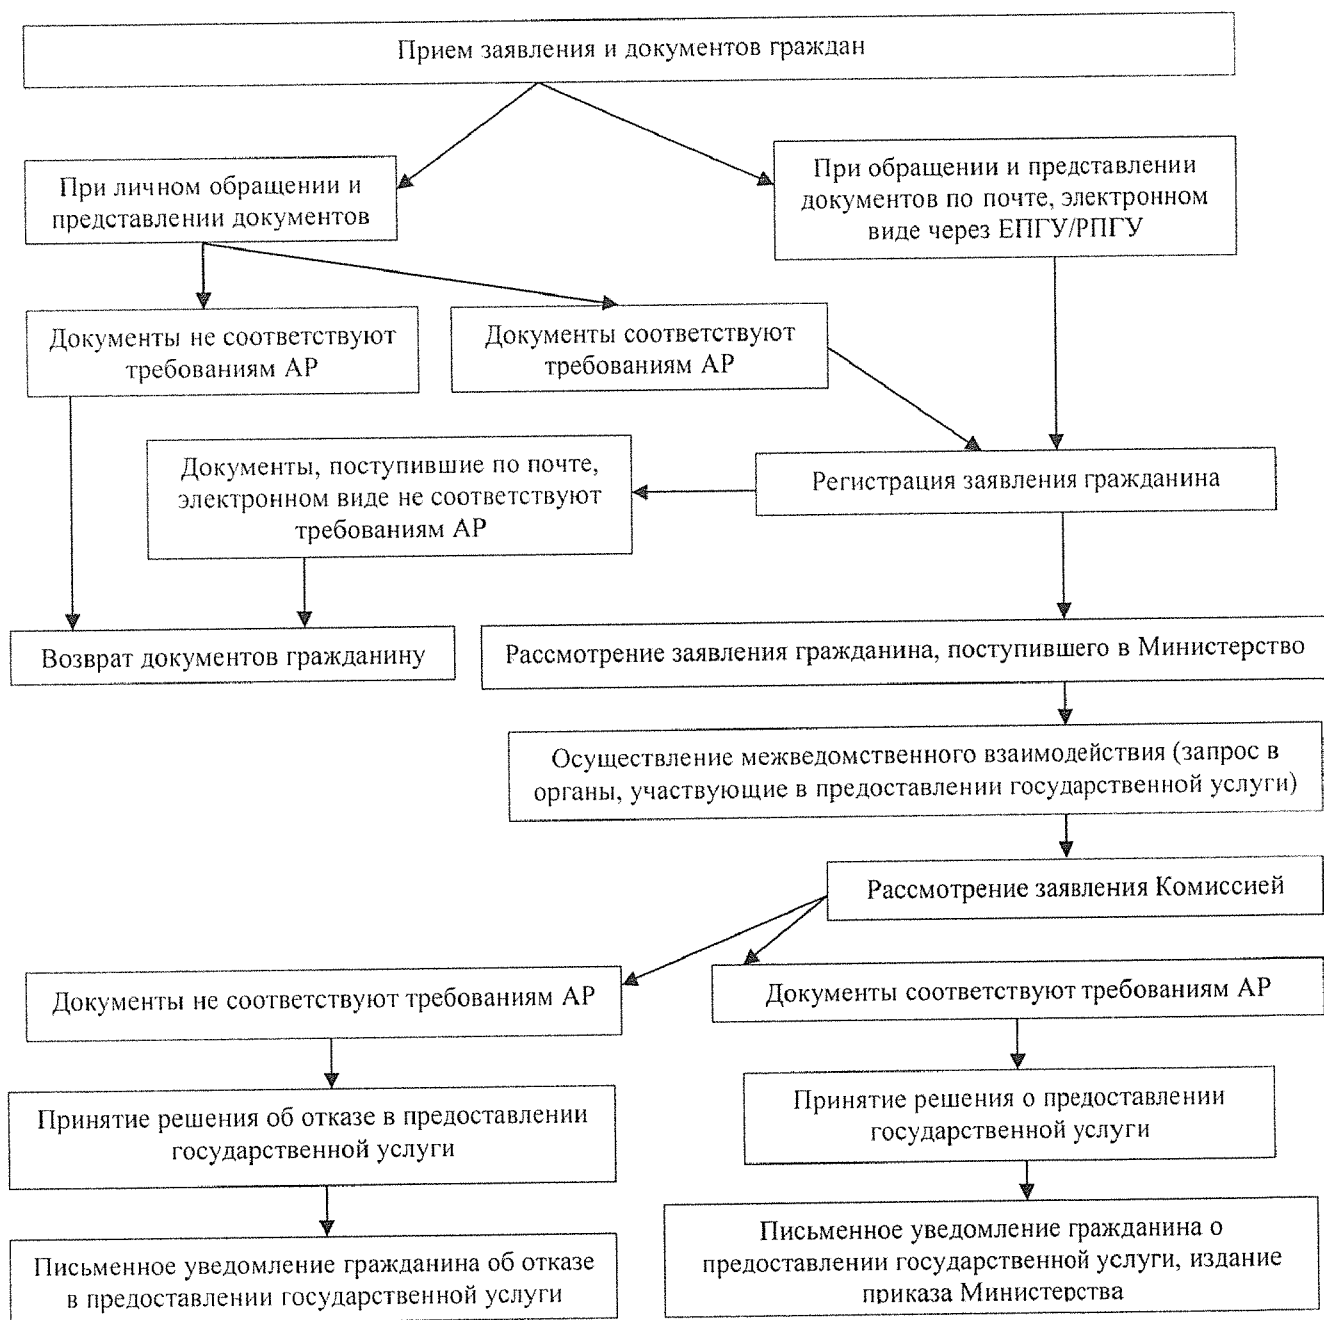 Прием заявления и документов граждан
При личном обращении и
представлении документов
При обращении и представлении
документов по почте, электронном
виде через ЕПГУ/РПГУ
Документы не соответствуют
требованиям АР
Документы соответствуют
требованиям АР
Документы, поступившие по почте,
электронном виде не соответствуют
требованиям АР
Регистрация заявления гражданина
Возврат документов гражданину
Рассмотрение заявления гражданина, поступившего в Министерство
Осуществление межведомственного взаимодействия (запрос в
органы, участвующие в предоставлении государственной услуги)
Рассмотрение заявления Комиссией
Документы не соответствуют требованиям АР
Документы соответствуют требованиям АР
Принятие решения об отказе в предоставлении
государственной услуги
Принятие решения о предоставлении
государственной услуги
Письменное уведомление гражданина об отказе
в предоставлении государственной услуги
Письменное уведомление гражданина о
предоставлении государственной услуги, издание
приказа Министерства